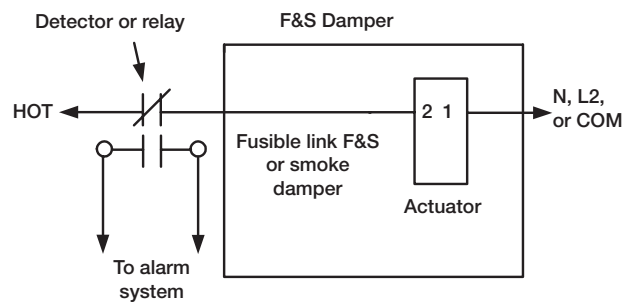 Detector or relay
F&S Damper
HOT
2 1
N, L2,
or COM
Fusible link F&S
or smoke
damper
Actuator
To alarm
system